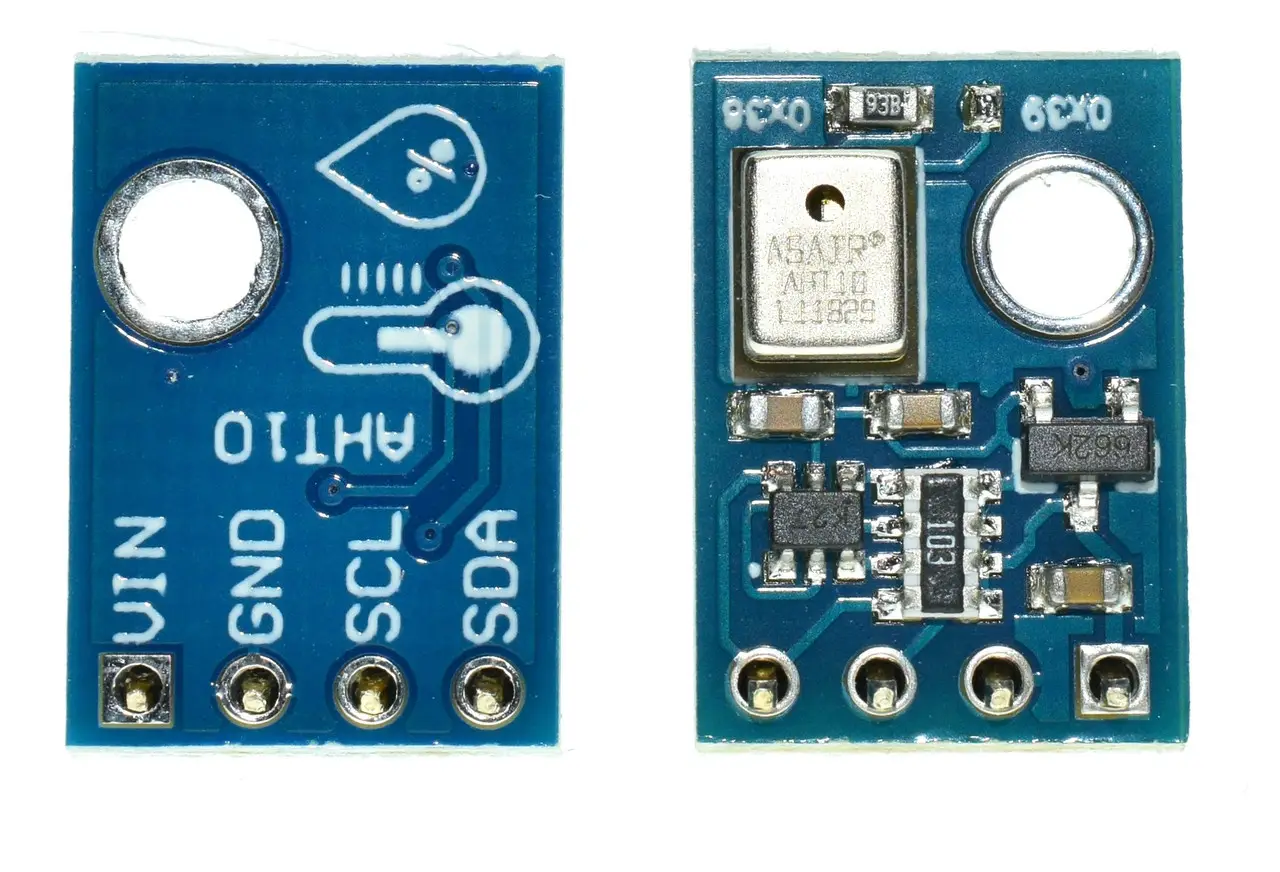 %
AHT10
VIN
GND
SCL
SDA
0x38
93B
0x39
ASAIR®
AHT10
111829
662K
103